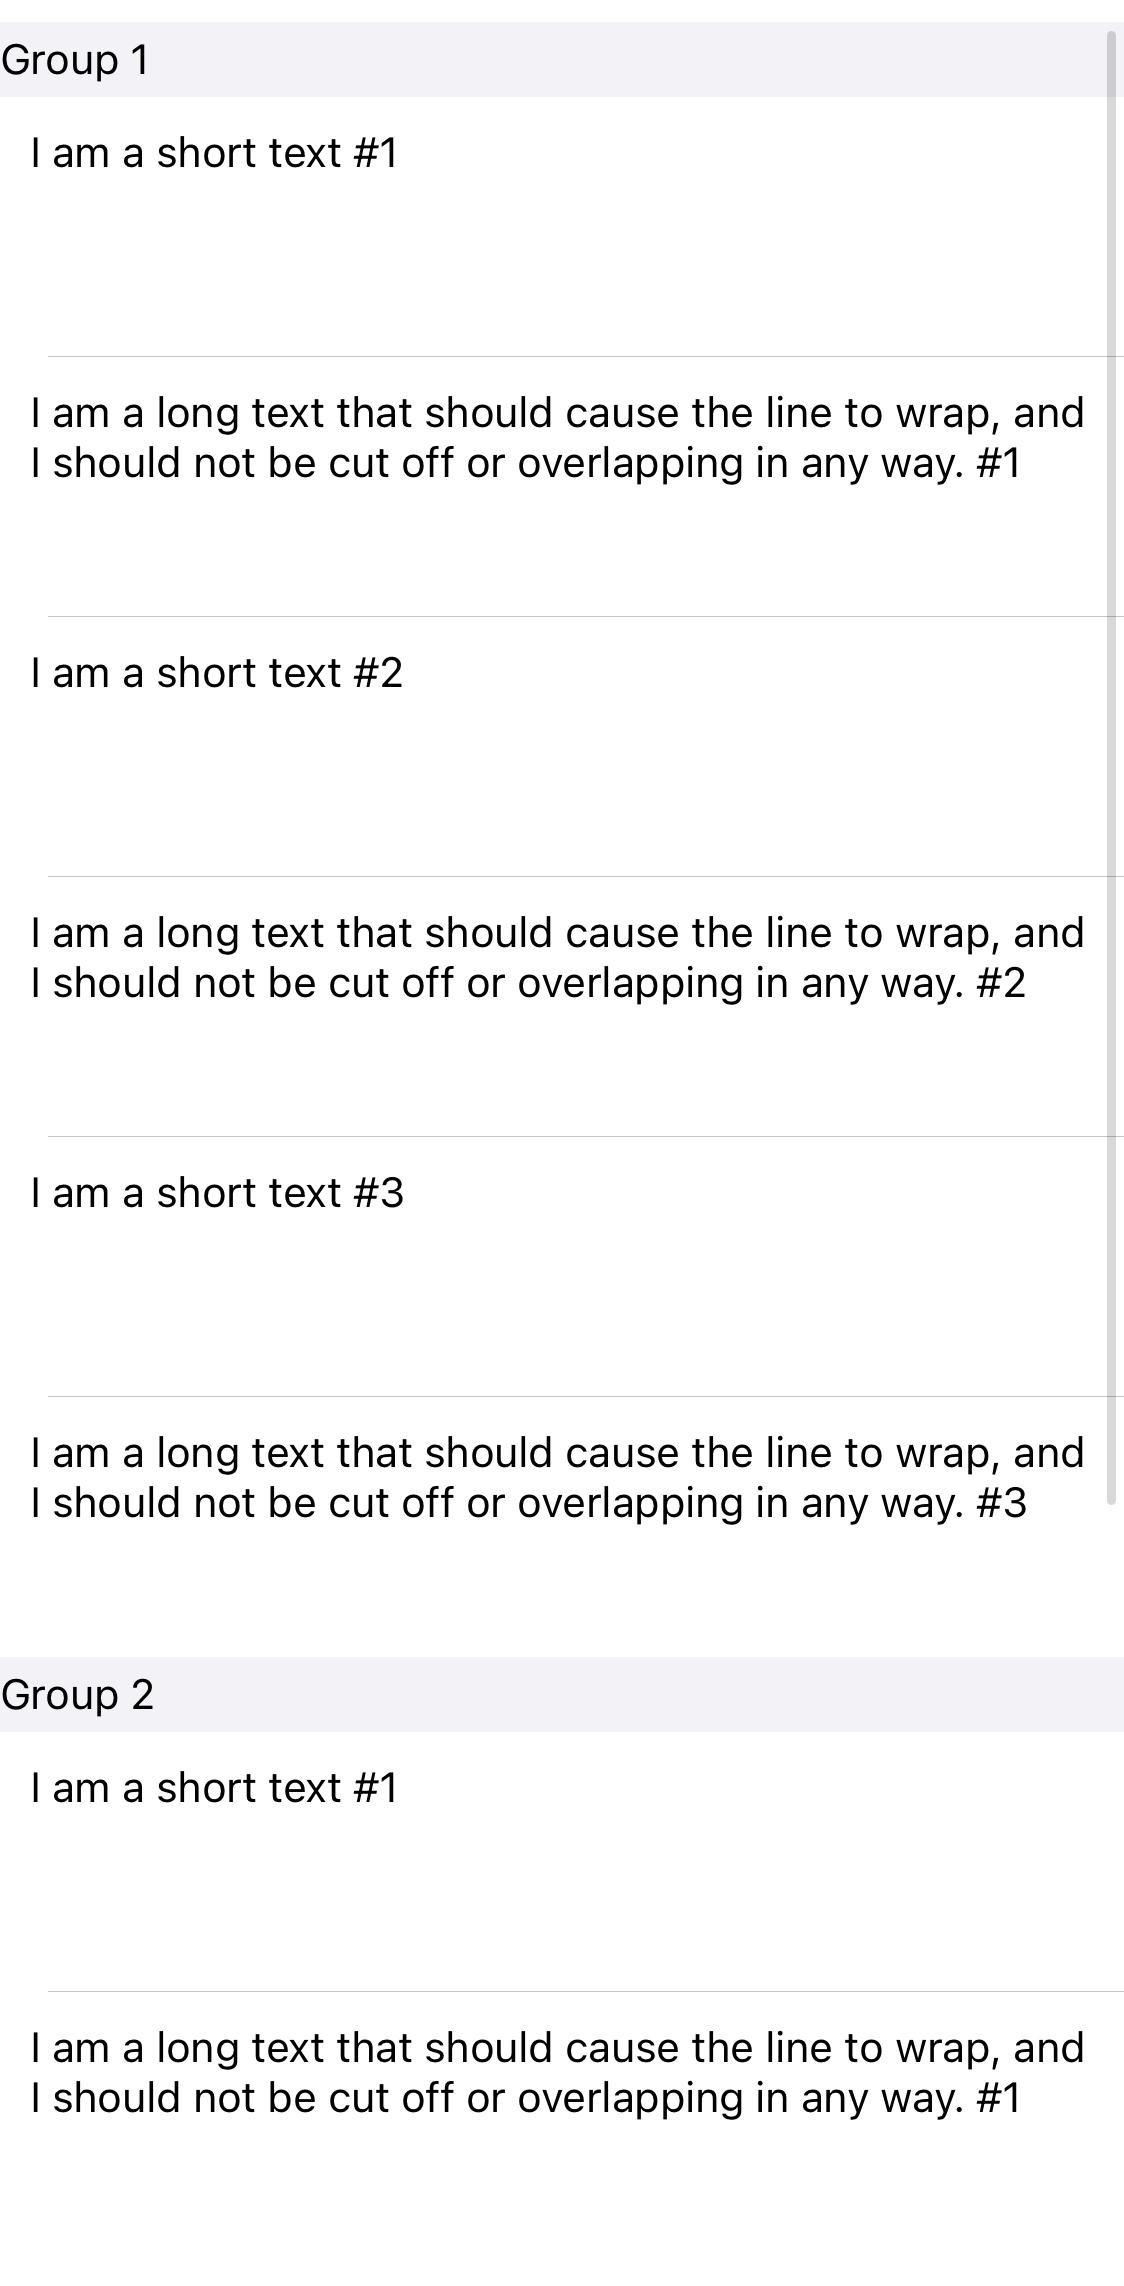 Group 1
I am a short text #1
I am a long text that should cause the line to wrap, and
I should not be cut off or overlapping in any way. #1
I am a short text #2
I am a long text that should cause the line to wrap, and
I should not be cut off or overlapping in any way. #2
I am a short text #3
I am a long text that should cause the line to wrap, and
I should not be cut off or overlapping in any way. #3
Group 2
I am a short text #1
I am a long text that should cause the line to wrap, and
I should not be cut off or overlapping in any way. #1